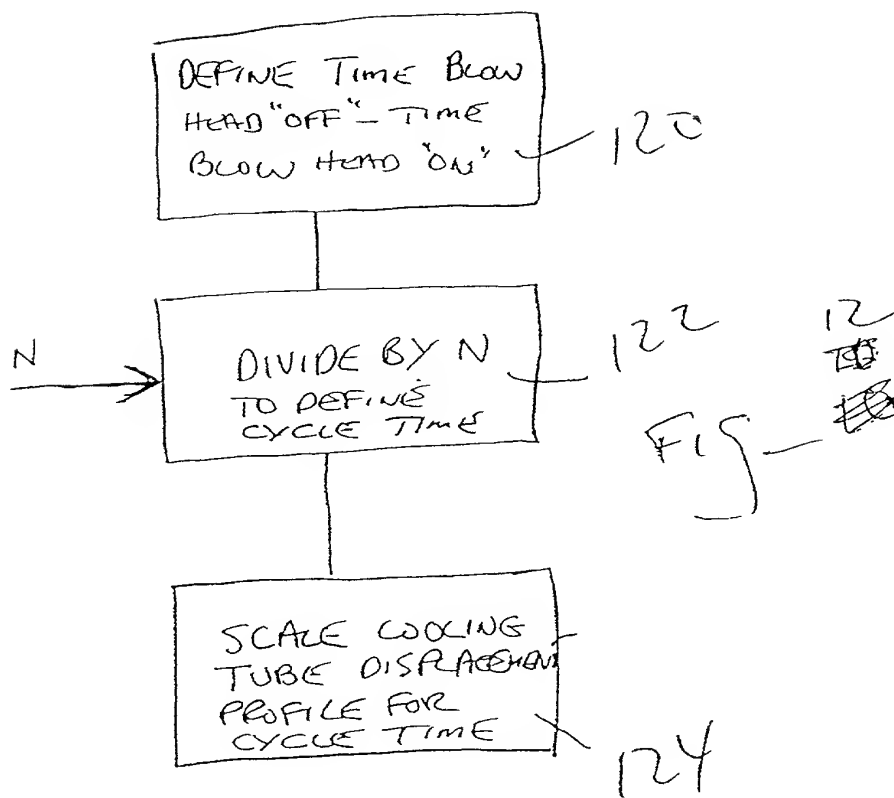 DEFINE TIME BLOW
HEAD "OFF" - TIME
BLOW HEAD "ON"
120
N
DIVIDE BY N
TO DEFINE
CYCLE TIME
122
12
Fig
SCALE COOLING
TUBE DISPLACEMENT
PROFILE FOR
CYCLE TIME
124